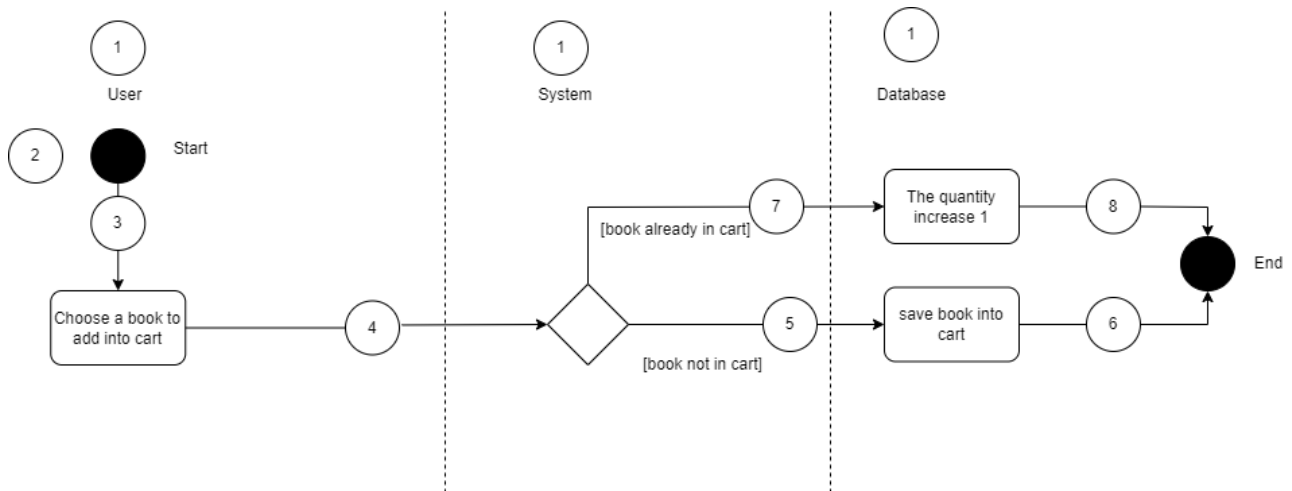 1
1
1
User
System
Database
2
Start
3
7
The quantity
increase 1
8
[book already in cart]
End
Choose a book to
add into cart
4
5
save book into
cart
6
[book not in cart]